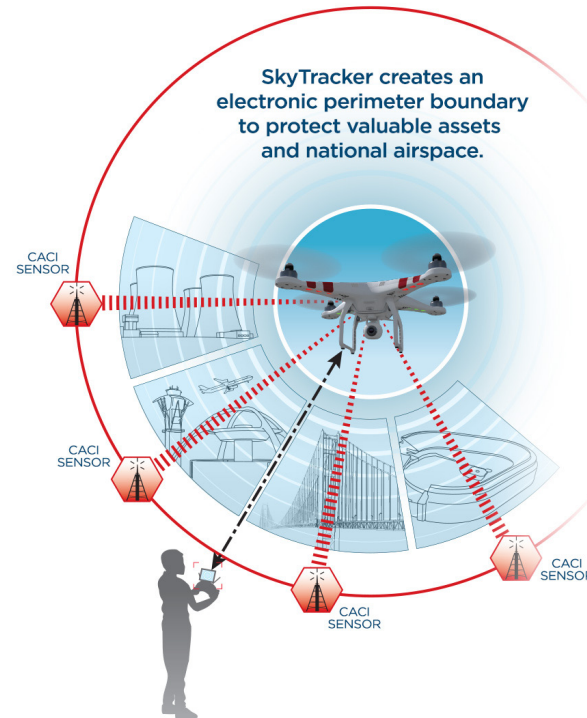 SkyTracker creates an
electronic perimeter boundary
to protect valuable assets
and national airspace.
CACI
SENSOR
CACI
SENSOR
CACI
SENSOR
CACI
SENSOR